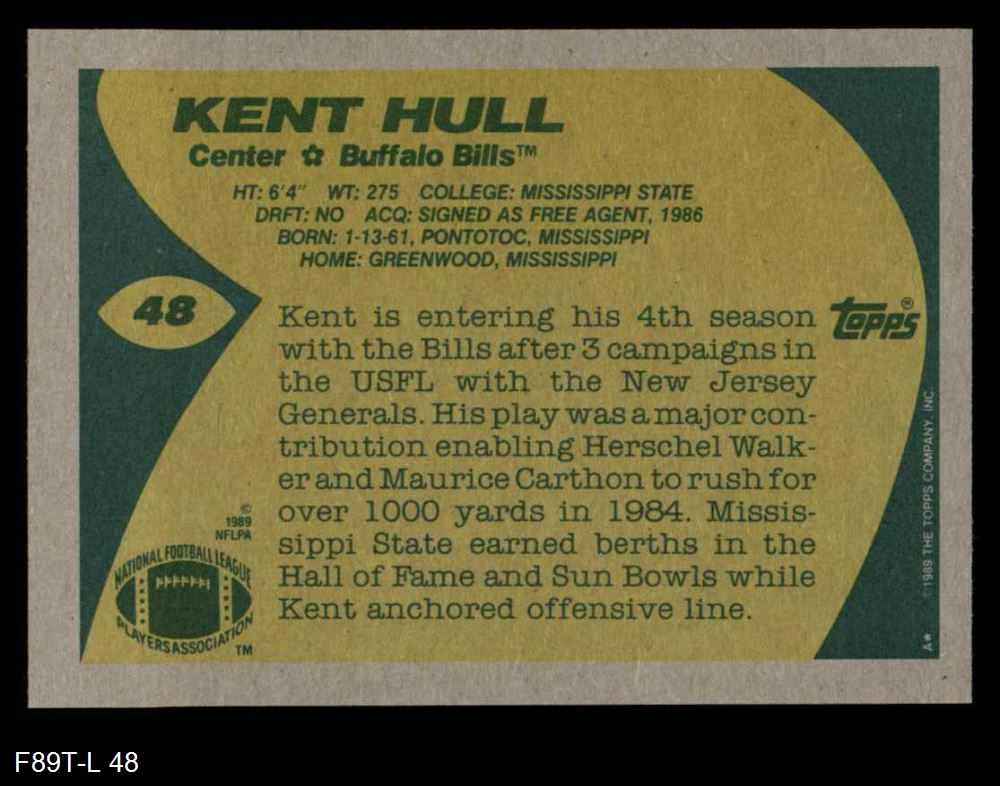 KENT HULL
Center ✿ Buffalo Bills™
HT: 6'4" WT: 275 COLLEGE: MISSISSIPPI STATE
DRFT: NO ACQ: SIGNED AS FREE AGENT, 1986
BORN: 1-13-61, PONTOTOC, MISSISSIPPI
HOME: GREENWOOD, MISSISSIPPI
48
Kent is entering his 4th season
with the Bills after 3 campaigns in
the USFL with the New Jersey
Generals. His play was a major con-
tribution enabling Herschel Walk-
er and Maurice Carthon to rush for
over 1000 yards in 1984. Missis-
sippi State earned berths in the
Hall of Fame and Sun Bowls while
Kent anchored offensive line.
topps®
©
1989
NFLPA
NATIONAL FOOTBALL LEAGUE
PLAYERS ASSOCIATION
TM
©1989 THE TOPPS COMPANY, INC.
A★
F89T-L 48